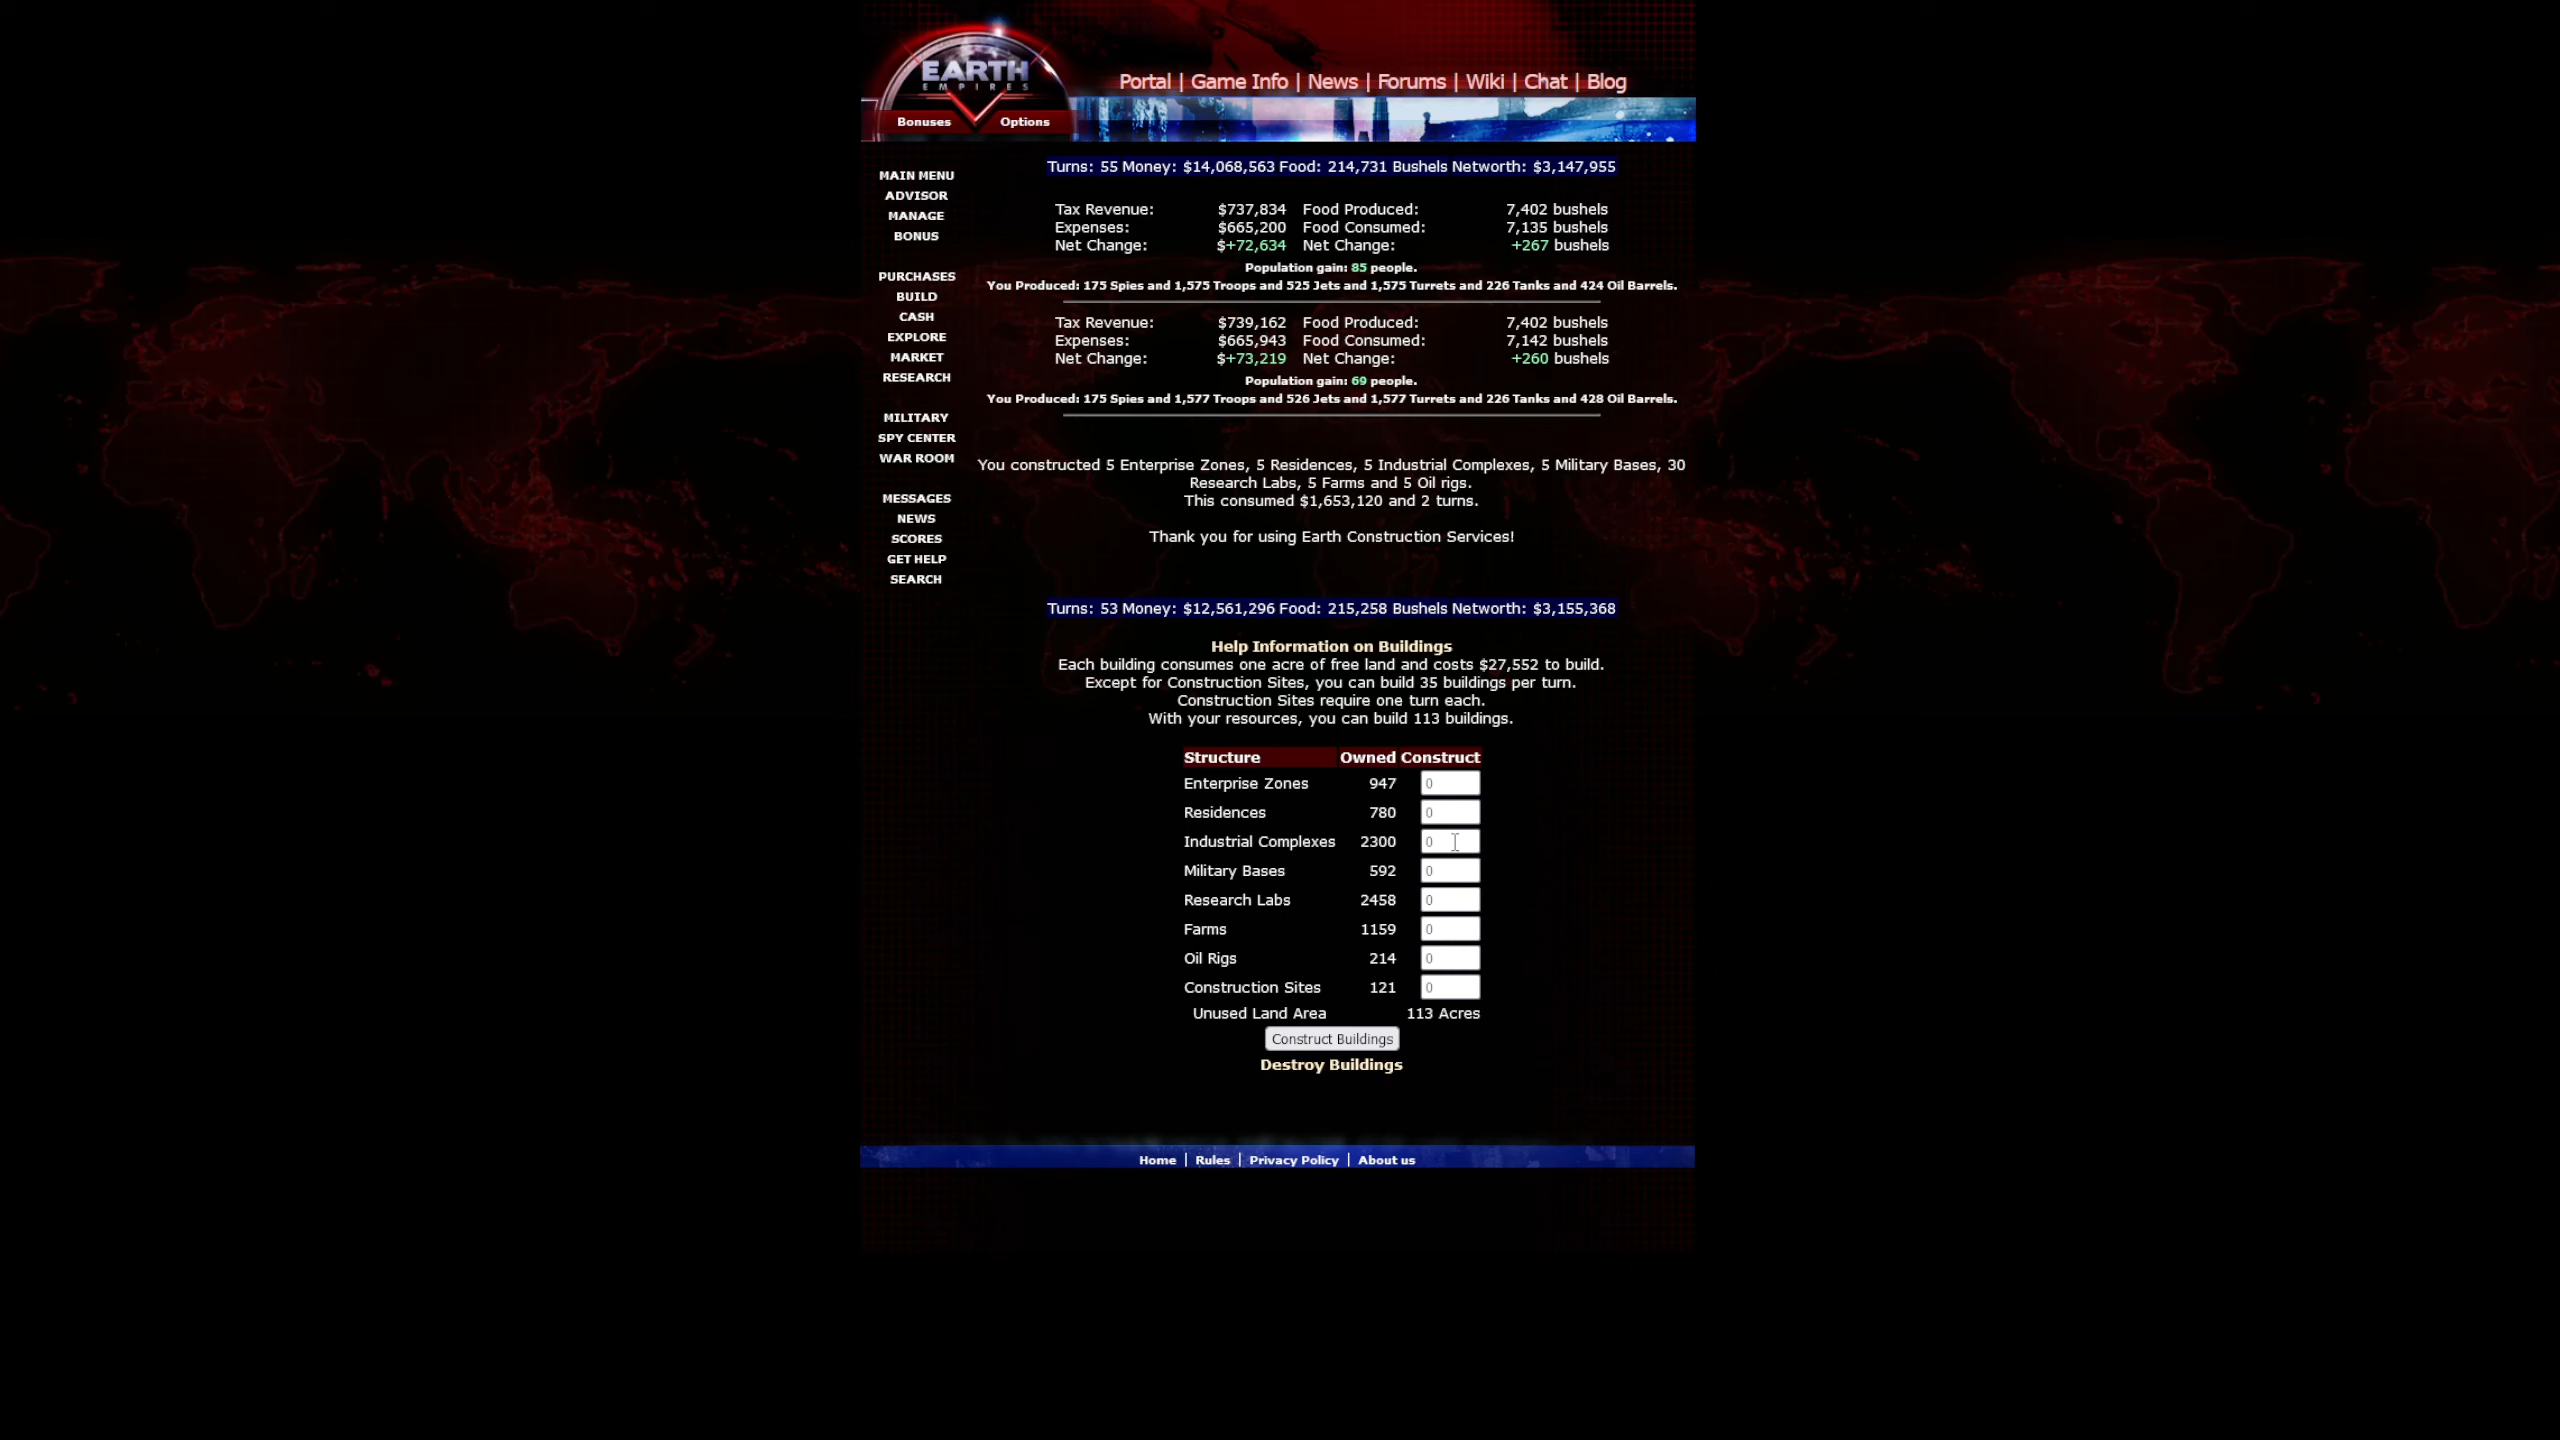 EARTH
EMPIRES
Bonuses Options
Portal | Game Info | News | Forums | Wiki | Chat | Blog
MAIN MENU
ADVISOR
MANAGE
BONUS
PURCHASES
BUILD
CASH
EXPLORE
MARKET
RESEARCH
MILITARY
SPY CENTER
WAR ROOM
MESSAGES
NEWS
SCORES
GET HELP
SEARCH
Turns: 55 Money: $14,068,563 Food: 214,731 Bushels Networth: $3,147,955
Tax Revenue: $737,834 Food Produced: 7,402 bushels
Expenses: $665,200 Food Consumed: 7,135 bushels
Net Change: $+72,634 Net Change: +267 bushels
Population gain: 85 people.
You Produced: 175 Spies and 1,575 Troops and 525 Jets and 1,575 Turrets and 226 Tanks and 424 Oil Barrels.
Tax Revenue: $739,162 Food Produced: 7,402 bushels
Expenses: $665,943 Food Consumed: 7,142 bushels
Net Change: $+73,219 Net Change: +260 bushels
Population gain: 69 people.
You Produced: 175 Spies and 1,577 Troops and 526 Jets and 1,577 Turrets and 226 Tanks and 428 Oil Barrels.
You constructed 5 Enterprise Zones, 5 Residences, 5 Industrial Complexes, 5 Military Bases, 30
Research Labs, 5 Farms and 5 Oil rigs.
This consumed $1,653,120 and 2 turns.
Thank you for using Earth Construction Services!
Turns: 53 Money: $12,561,296 Food: 215,258 Bushels Networth: $3,155,368
Help Information on Buildings
Each building consumes one acre of free land and costs $27,552 to build.
Except for Construction Sites, you can build 35 buildings per turn.
Construction Sites require one turn each.
With your resources, you can build 113 buildings.
Structure Owned Construct
Enterprise Zones 947 0
Residences 780 0
Industrial Complexes 2300 0
Military Bases 592 0
Research Labs 2458 0
Farms 1159 0
Oil Rigs 214 0
Construction Sites 121 0
Unused Land Area 113 Acres
Construct Buildings
Destroy Buildings
Home | Rules | Privacy Policy | About us